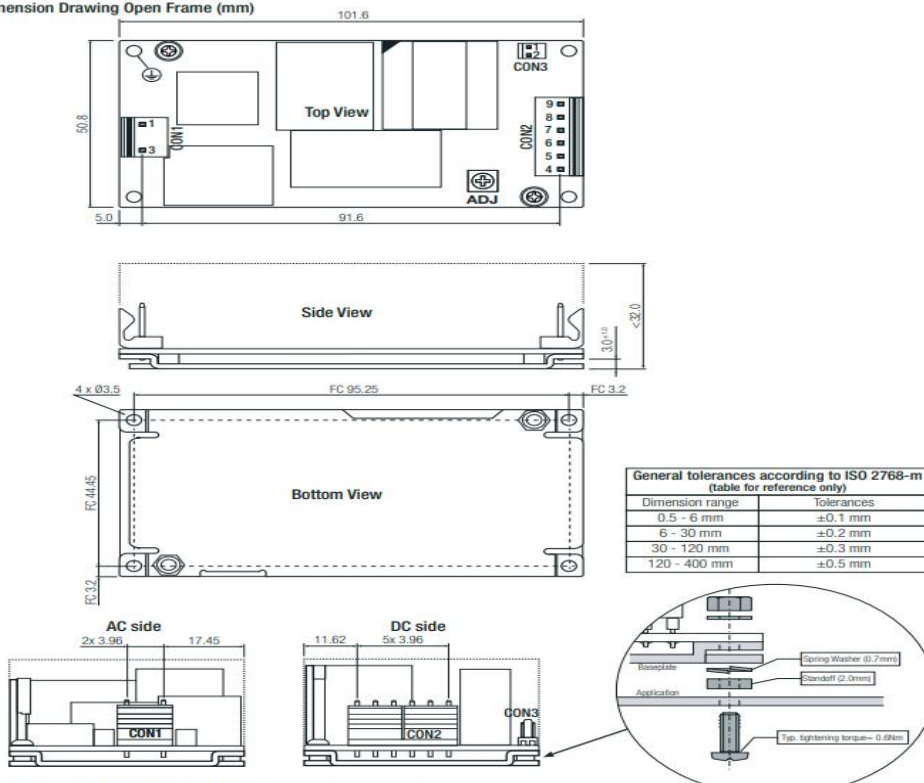 mension Drawing Open Frame (mm)
101.6
50.8
1
3
CON1
Top View
1
2
CON3
CON2
9
8
7
6
5
4
ADJ
5.0
91.6
Side View
<32.0
3.0±1.0
4 x Ø3.5
FC 95.25
FC 3.2
FC 44.45
Bottom View
FC 3.2
General tolerances according to ISO 2768-m
(table for reference only)
Dimension range Tolerances
0.5 - 6 mm ±0.1 mm
6 - 30 mm ±0.2 mm
30 - 120 mm ±0.3 mm
120 - 400 mm ±0.5 mm
AC side
2x 3.96
17.45
CON1
DC side
11.62
5x 3.96
CON2
CON3
Baseplate
Application
Spring Washer (0.7mm)
Standoff (2.0mm)
Typ. tightening torque= 0.6Nm